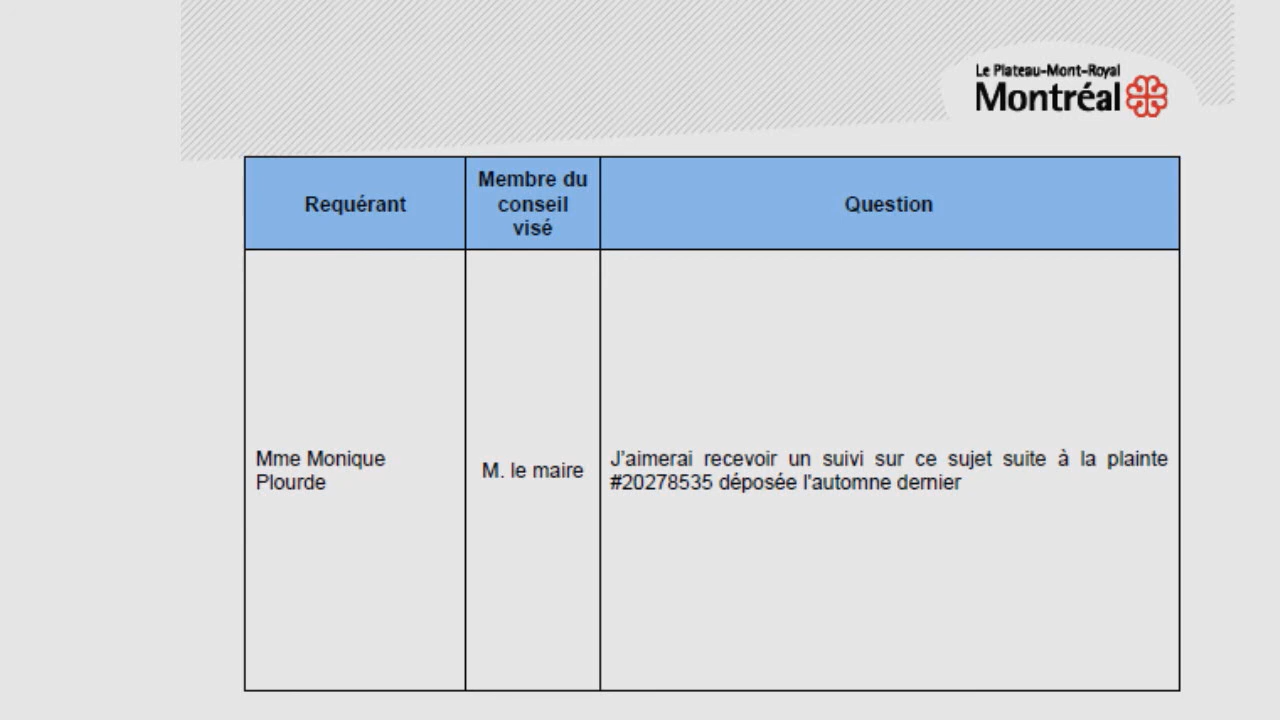 Le Plateau-Mont-Royal
Montréal
Requérant
Membre du
conseil
visé
Question
Mme Monique
Plourde
M. le maire
J'aimerai recevoir un suivi sur ce sujet suite à la plainte
#20278535 déposée l'automne dernier